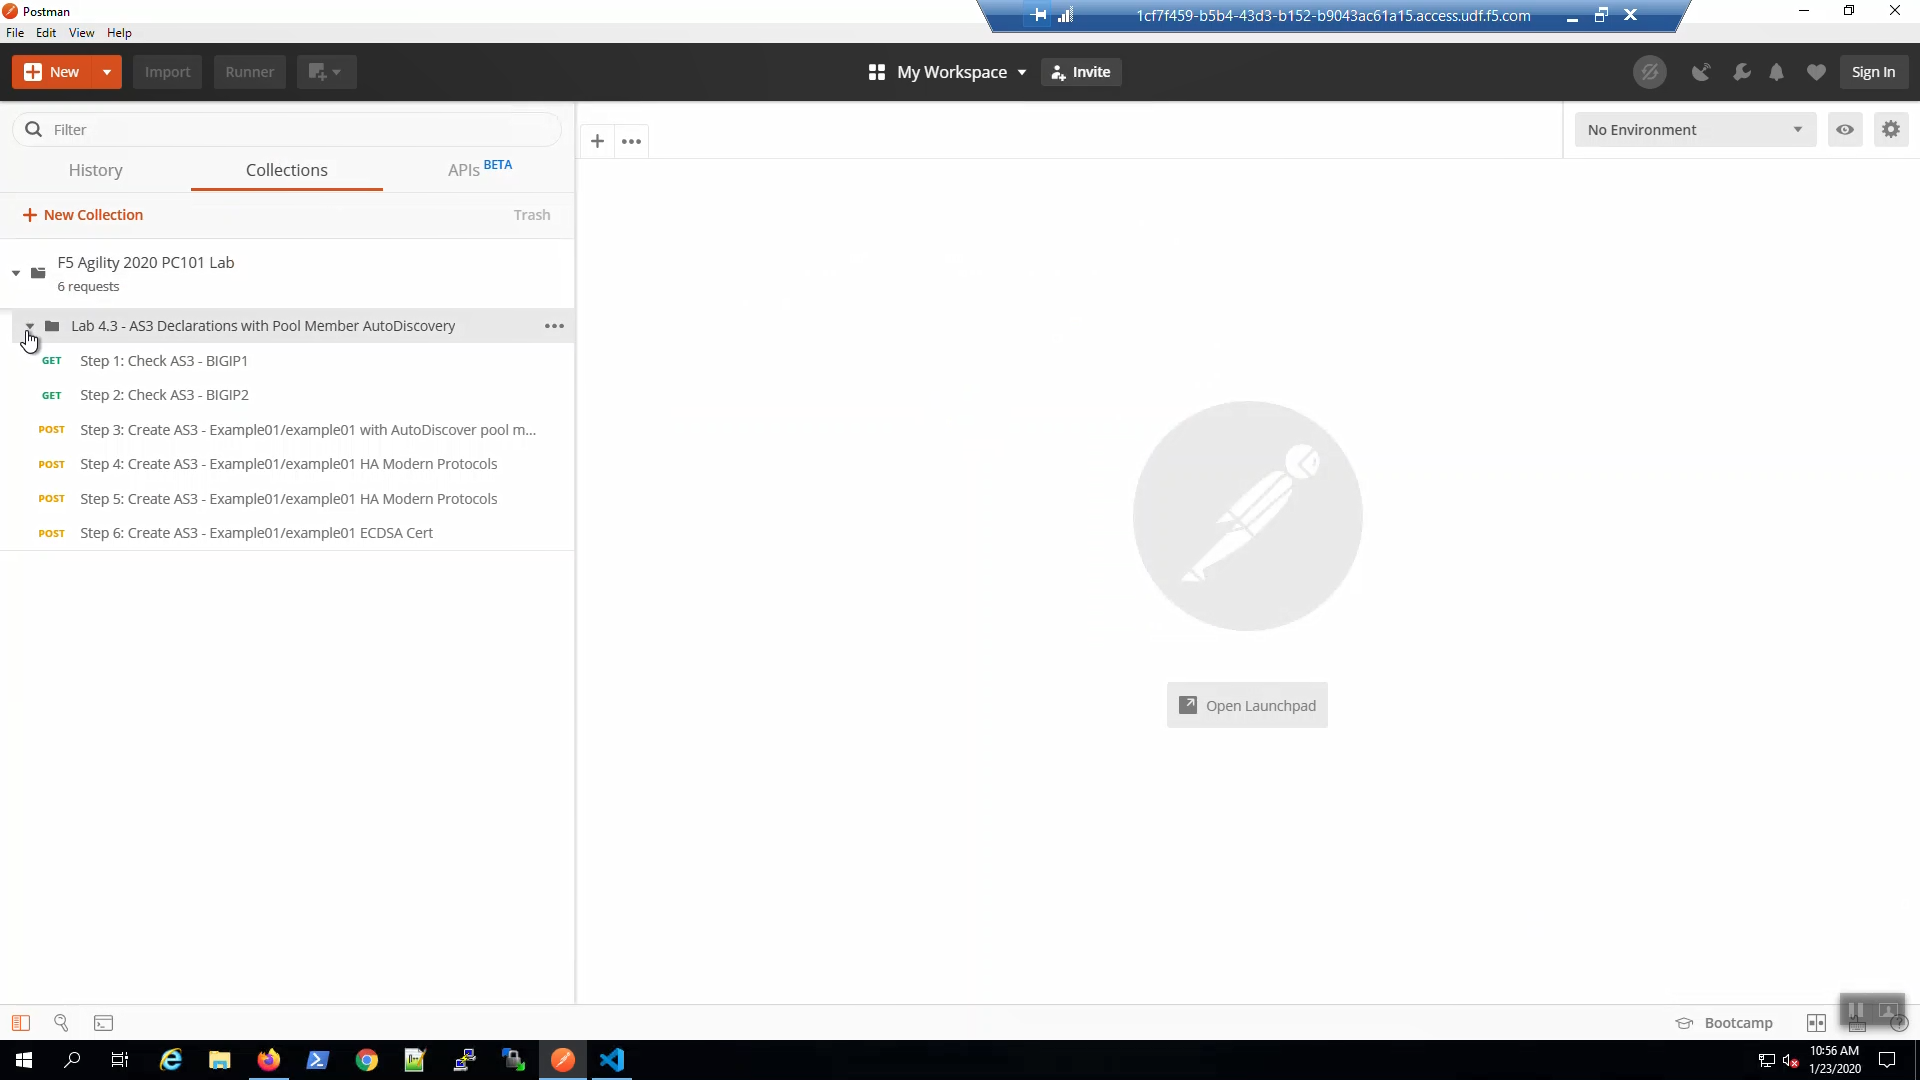 Postman
1cf7f459-b5b4-43d3-b152-b9043ac61a15.access.udf.f5.com
File Edit View Help
New
Import
Runner
My Workspace
Invite
Sign In
Filter
No Environment
History
Collections
APIs BETA
New Collection
Trash
F5 Agility 2020 PC101 Lab
6 requests
Lab 4.3 - AS3 Declarations with Pool Member AutoDiscovery
GET Step 1: Check AS3 - BIGIP1
GET Step 2: Check AS3 - BIGIP2
POST Step 3: Create AS3 - Example01/example01 with AutoDiscover pool m...
POST Step 4: Create AS3 - Example01/example01 HA Modern Protocols
POST Step 5: Create AS3 - Example01/example01 HA Modern Protocols
POST Step 6: Create AS3 - Example01/example01 ECDSA Cert
Open Launchpad
Bootcamp
10:56 AM
1/23/2020